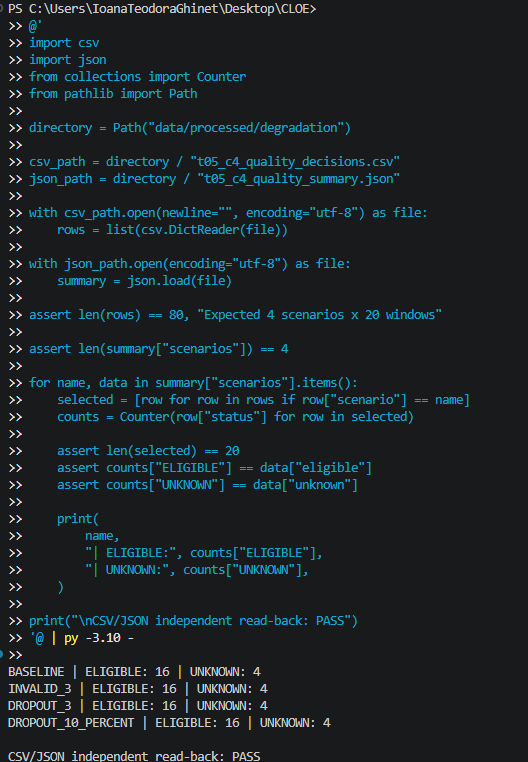 PS C:\Users\IoanaTeodoraGhinet\Desktop\CLOE>
>> @'
>> import csv
>> import json
>> from collections import Counter
>> from pathlib import Path
>>
>> directory = Path("data/processed/degradation")
>>
>> csv_path = directory / "t05_c4_quality_decisions.csv"
>> json_path = directory / "t05_c4_quality_summary.json"
>>
>> with csv_path.open(newline="", encoding="utf-8") as file:
>>     rows = list(csv.DictReader(file))
>>
>> with json_path.open(encoding="utf-8") as file:
>>     summary = json.load(file)
>>
>> assert len(rows) == 80, "Expected 4 scenarios x 20 windows"
>>
>> assert len(summary["scenarios"]) == 4
>>
>> for name, data in summary["scenarios"].items():
>>     selected = [row for row in rows if row["scenario"] == name]
>>     counts = Counter(row["status"] for row in selected)
>>
>>     assert len(selected) == 20
>>     assert counts["ELIGIBLE"] == data["eligible"]
>>     assert counts["UNKNOWN"] == data["unknown"]
>>
>>     print(
>>         name,
>>         "| ELIGIBLE:", counts["ELIGIBLE"],
>>         "| UNKNOWN:", counts["UNKNOWN"],
>>     )
>>
>> print("\nCSV/JSON independent read-back: PASS")
>> '@ | py -3.10 -
>>
BASELINE | ELIGIBLE: 16 | UNKNOWN: 4
INVALID_3 | ELIGIBLE: 16 | UNKNOWN: 4
DROPOUT_3 | ELIGIBLE: 16 | UNKNOWN: 4
DROPOUT_10_PERCENT | ELIGIBLE: 16 | UNKNOWN: 4

CSV/JSON independent read-back: PASS